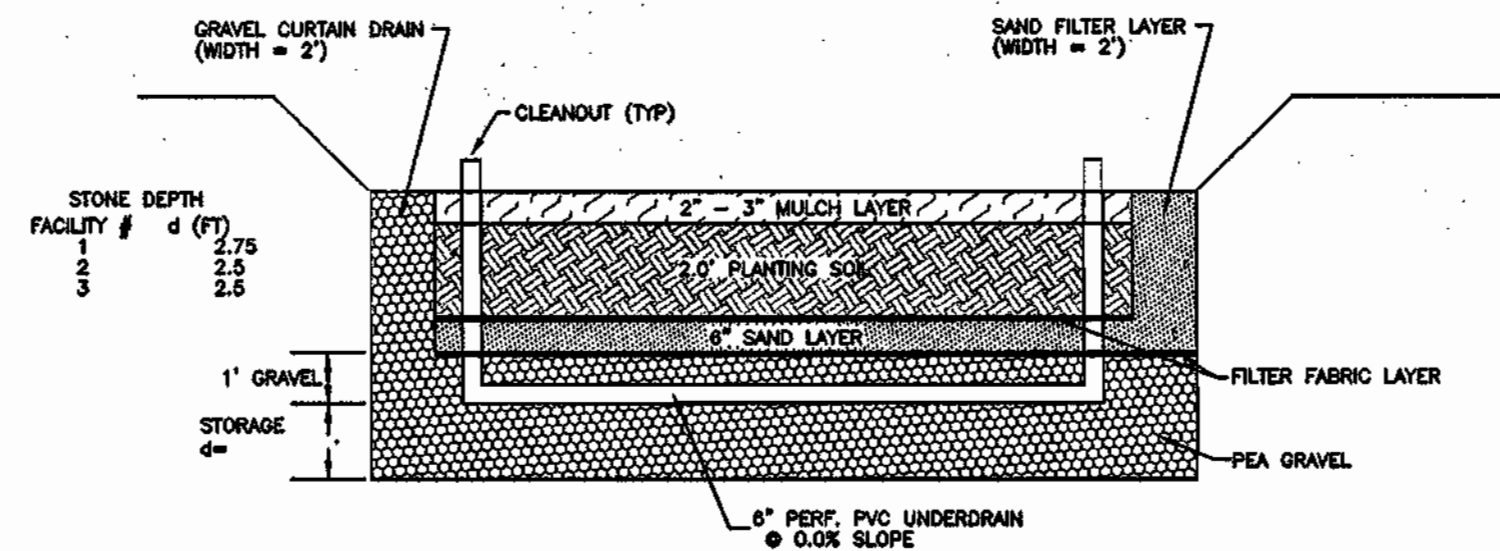 GRAVEL CURTAIN DRAIN
(WIDTH = 2')
SAND FILTER LAYER
(WIDTH = 2')
CLEANOUT (TYP)
STONE DEPTH
FACILITY # d (FT)
1 2.75
2 2.5
3 2.5
2" - 3" MULCH LAYER
2.0' PLANTING SOIL
6" SAND LAYER
1' GRAVEL
FILTER FABRIC LAYER
STORAGE
d= '
PEA GRAVEL
6" PERF. PVC UNDERDRAIN
@ 0.0% SLOPE